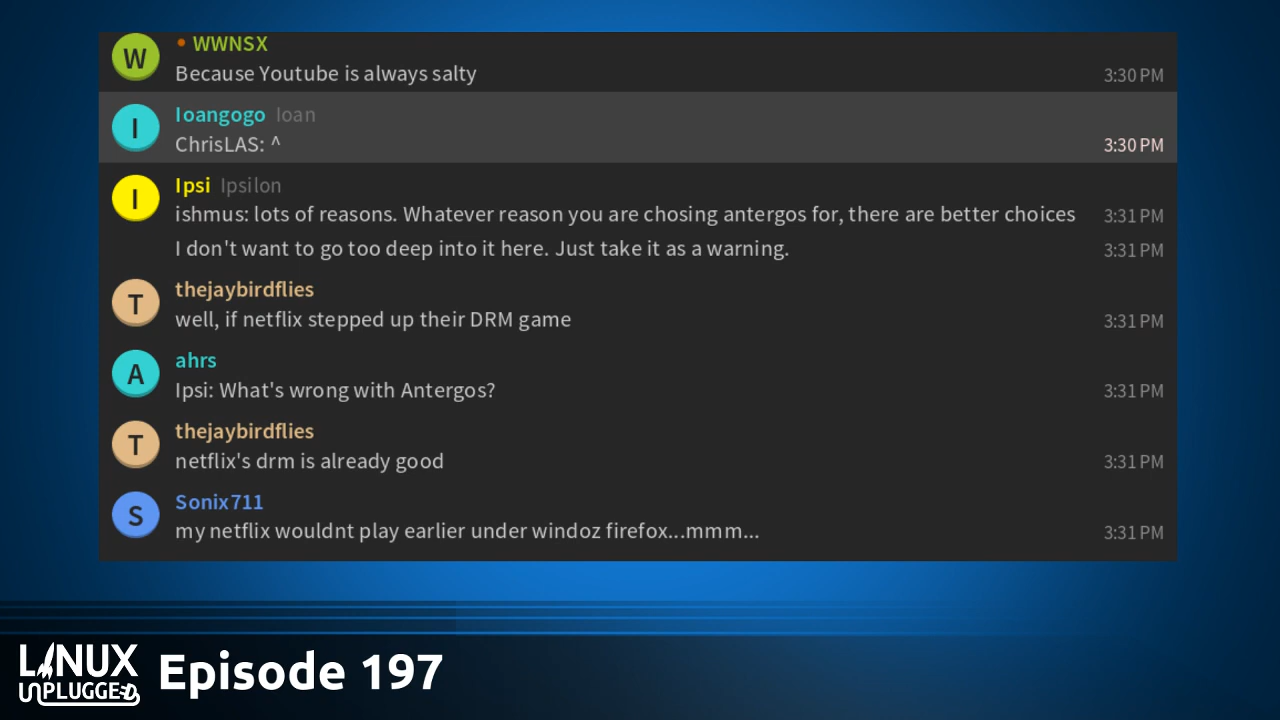 W
• WWNSX
Because Youtube is always salty
3:30 PM
I
Ioangogo Ioan
ChrisLAS: ^
3:30 PM
I
Ipsi Ipsilon
ishmus: lots of reasons. Whatever reason you are chosing antergos for, there are better choices
3:31 PM
I don't want to go too deep into it here. Just take it as a warning.
3:31 PM
T
thejaybirdflies
well, if netflix stepped up their DRM game
3:31 PM
A
ahrs
Ipsi: What's wrong with Antergos?
3:31 PM
T
thejaybirdflies
netflix's drm is already good
3:31 PM
S
Sonix711
my netflix wouldnt play earlier under windoz firefox...mmm...
3:31 PM
LINUX
UNPLUGGED
Episode 197